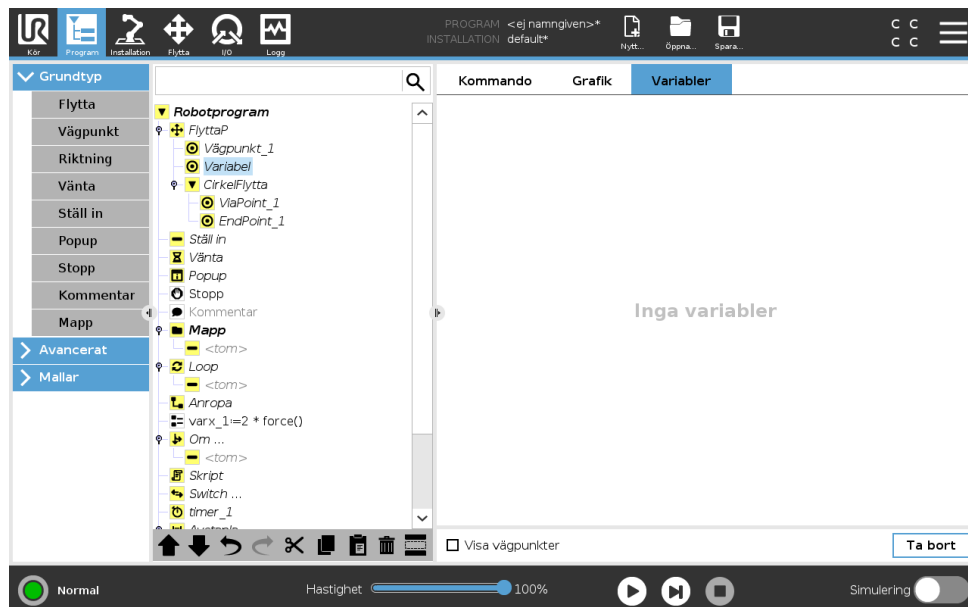 PROGRAM <ej namngiven>*
INSTALLATION default*
C C
C C
Kör Program Installation Flytta I/O Logg Nytt... Öppna... Spara...
Grundtyp
Flytta
Vägpunkt
Riktning
Vänta
Ställ in
Popup
Stopp
Kommentar
Mapp
Avancerat
Mallar
Robotprogram
FlyttaP
Vägpunkt_1
Variabel
CirkelFlytta
ViaPoint_1
EndPoint_1
Ställ in
Vänta
Popup
Stopp
Kommentar
Mapp
<tom>
Loop
<tom>
Anropa
varx_1:=2 * force()
Om ...
<tom>
Skript
Switch ...
timer_1
Kommando Grafik Variabler
Inga variabler
Visa vägpunkter Ta bort
Normal Hastighet 100% Simulering